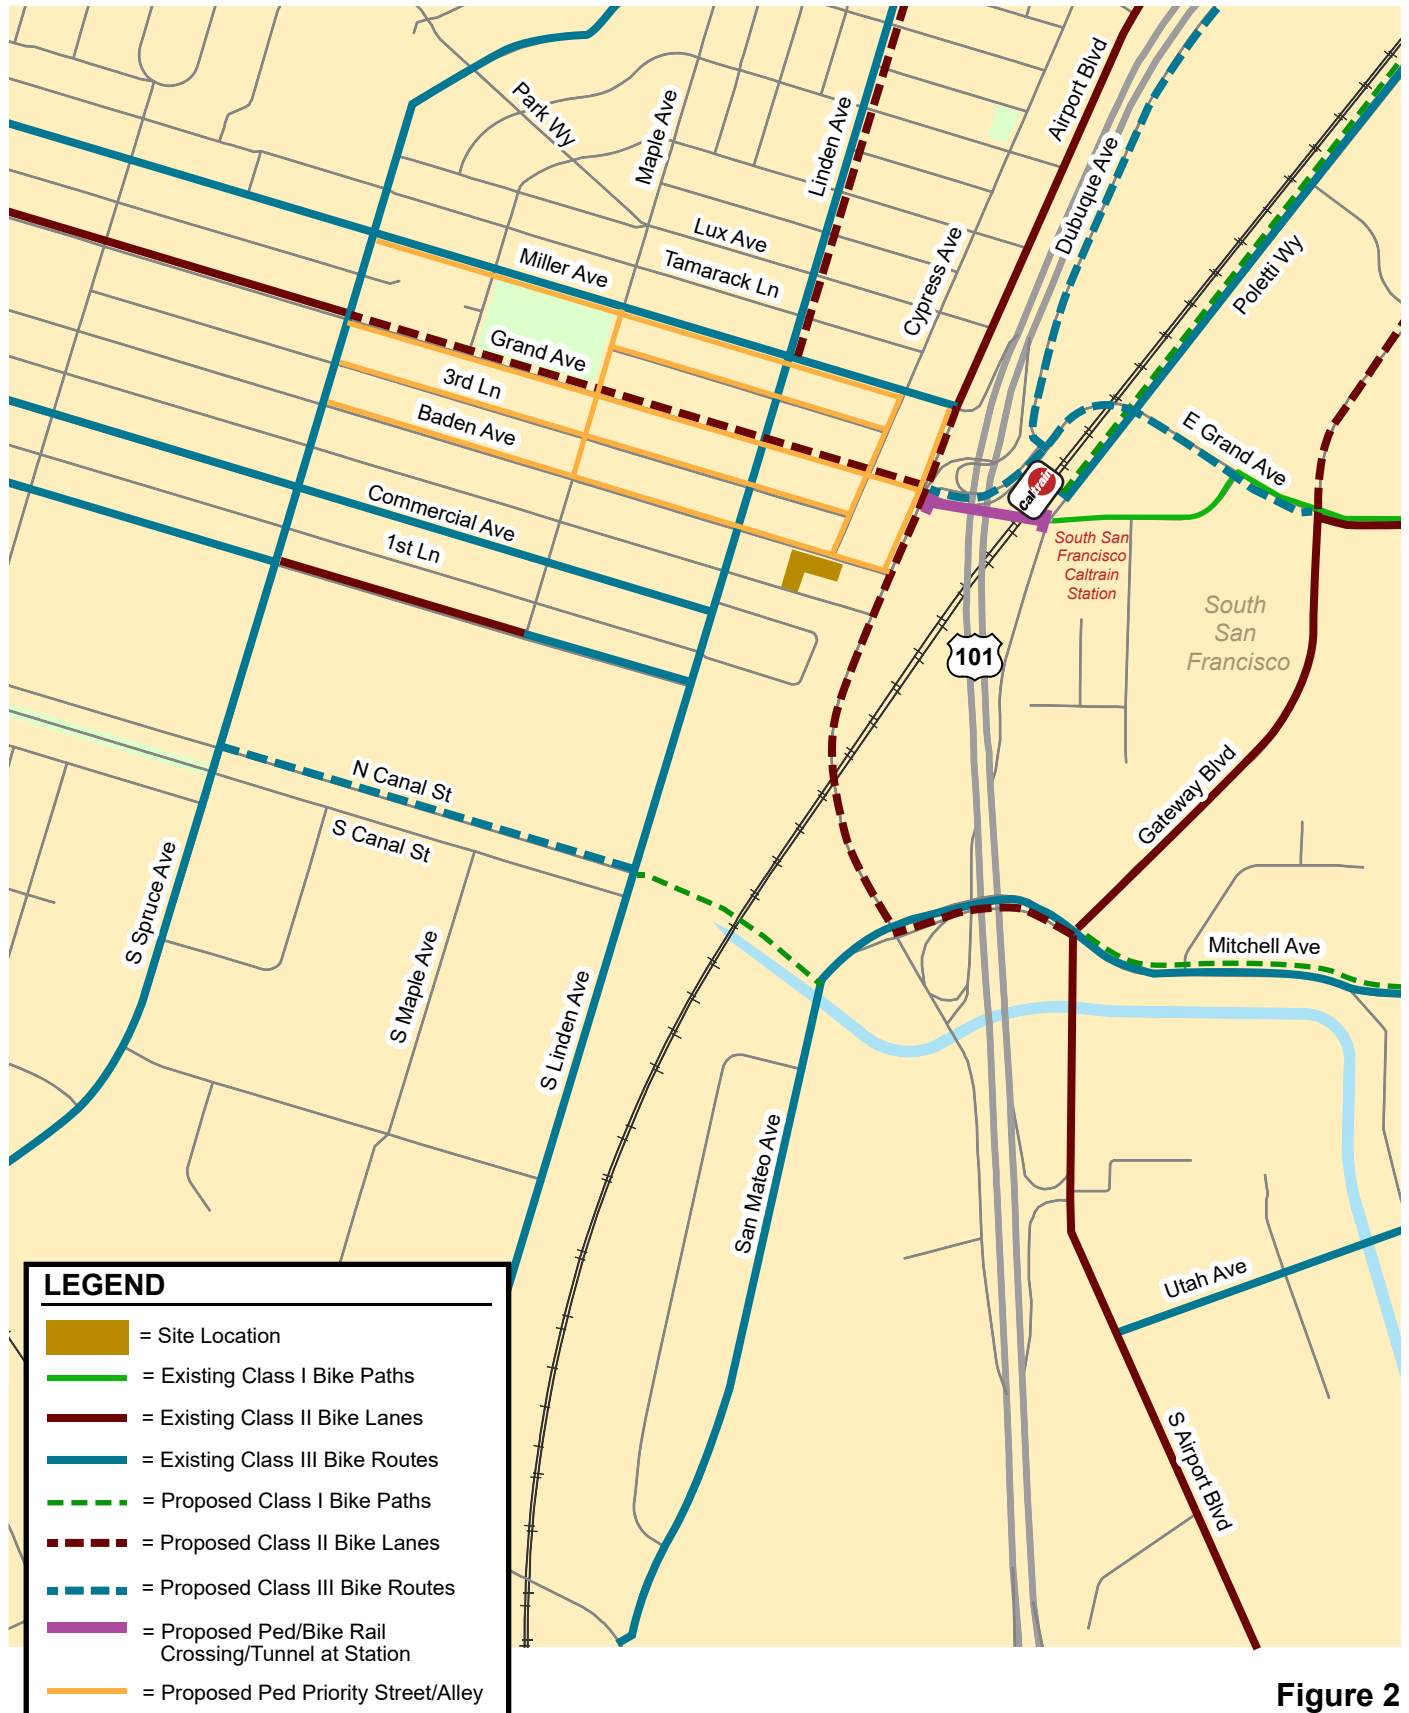 Park Wy
Maple Ave
Linden Ave
Airport Blvd
Dubuque Ave
Lux Ave
Tamarack Ln
Miller Ave
Cypress Ave
Poletti Wy
Grand Ave
3rd Ln
Baden Ave
E Grand Ave
Caltrain
Commercial Ave
1st Ln
South San
Francisco
Caltrain
Station
South
San
Francisco
101
N Canal St
S Canal St
Gateway Blvd
S Spruce Ave
S Maple Ave
S Linden Ave
Mitchell Ave
San Mateo Ave
Utah Ave
S Airport Blvd
LEGEND
= Site Location
= Existing Class I Bike Paths
= Existing Class II Bike Lanes
= Existing Class III Bike Routes
= Proposed Class I Bike Paths
= Proposed Class II Bike Lanes
= Proposed Class III Bike Routes
= Proposed Ped/Bike Rail
Crossing/Tunnel at Station
= Proposed Ped Priority Street/Alley
Figure 2